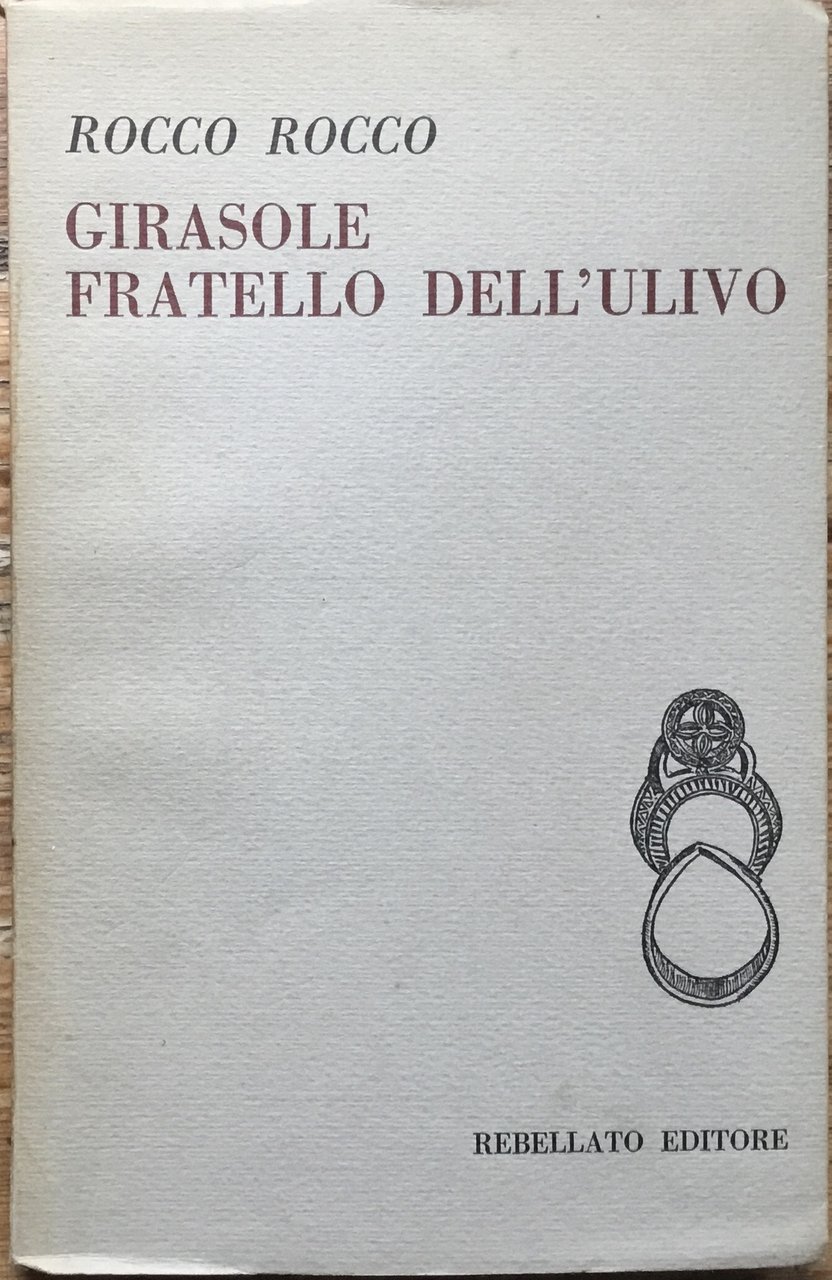 ROCCO ROCCO
GIRASOLE
FRATELLO DELL'ULIVO
REBELLATO EDITORE